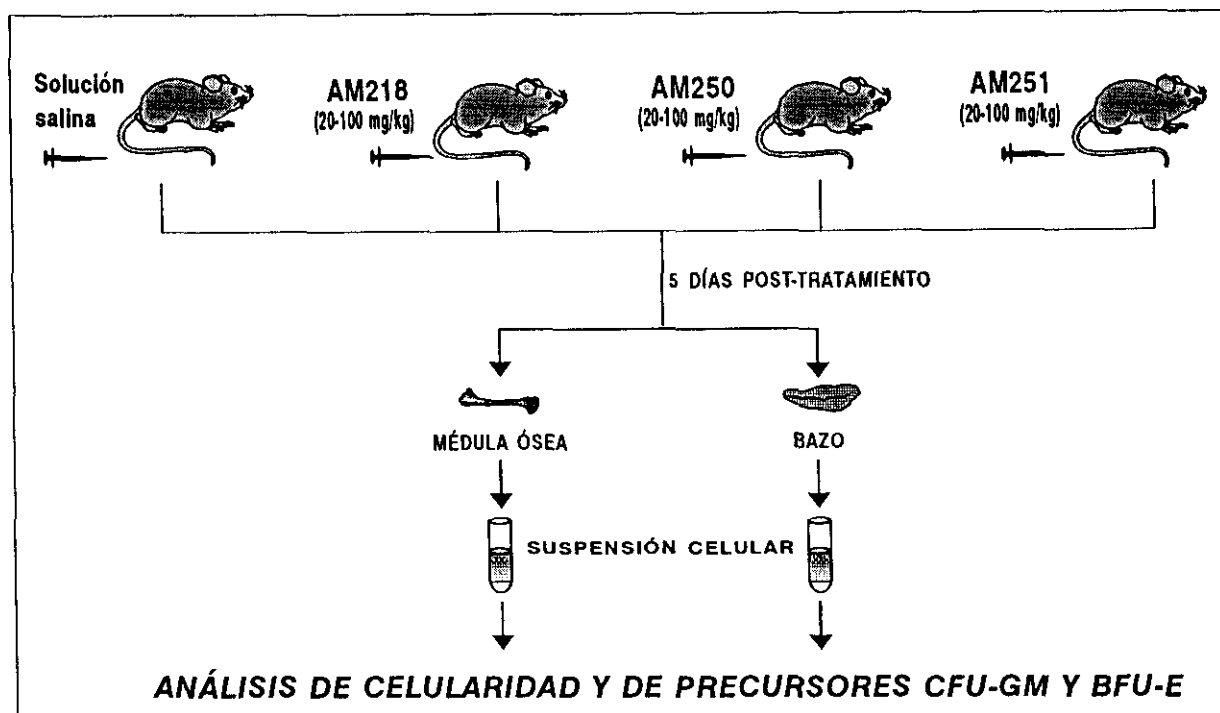 Solución
salina
AM218
(20-100 mg/kg)
AM250
(20-100 mg/kg)
AM251
(20-100 mg/kg)
5 DÍAS POST-TRATAMIENTO
MÉDULA ÓSEA
BAZO
SUSPENSIÓN CELULAR
ANÁLISIS DE CELULARIDAD Y DE PRECURSORES CFU-GM Y BFU-E